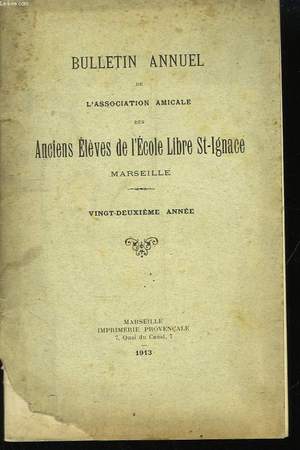 BULLETIN ANNUEL
DE
L'ASSOCIATION AMICALE
DES
Anciens Élèves de l'École Libre St-Ignace
MARSEILLE
VINGT-DEUXIÈME ANNÉE
MARSEILLE
IMPRIMERIE PROVENÇALE
7, Quai du Canal, 7
1913